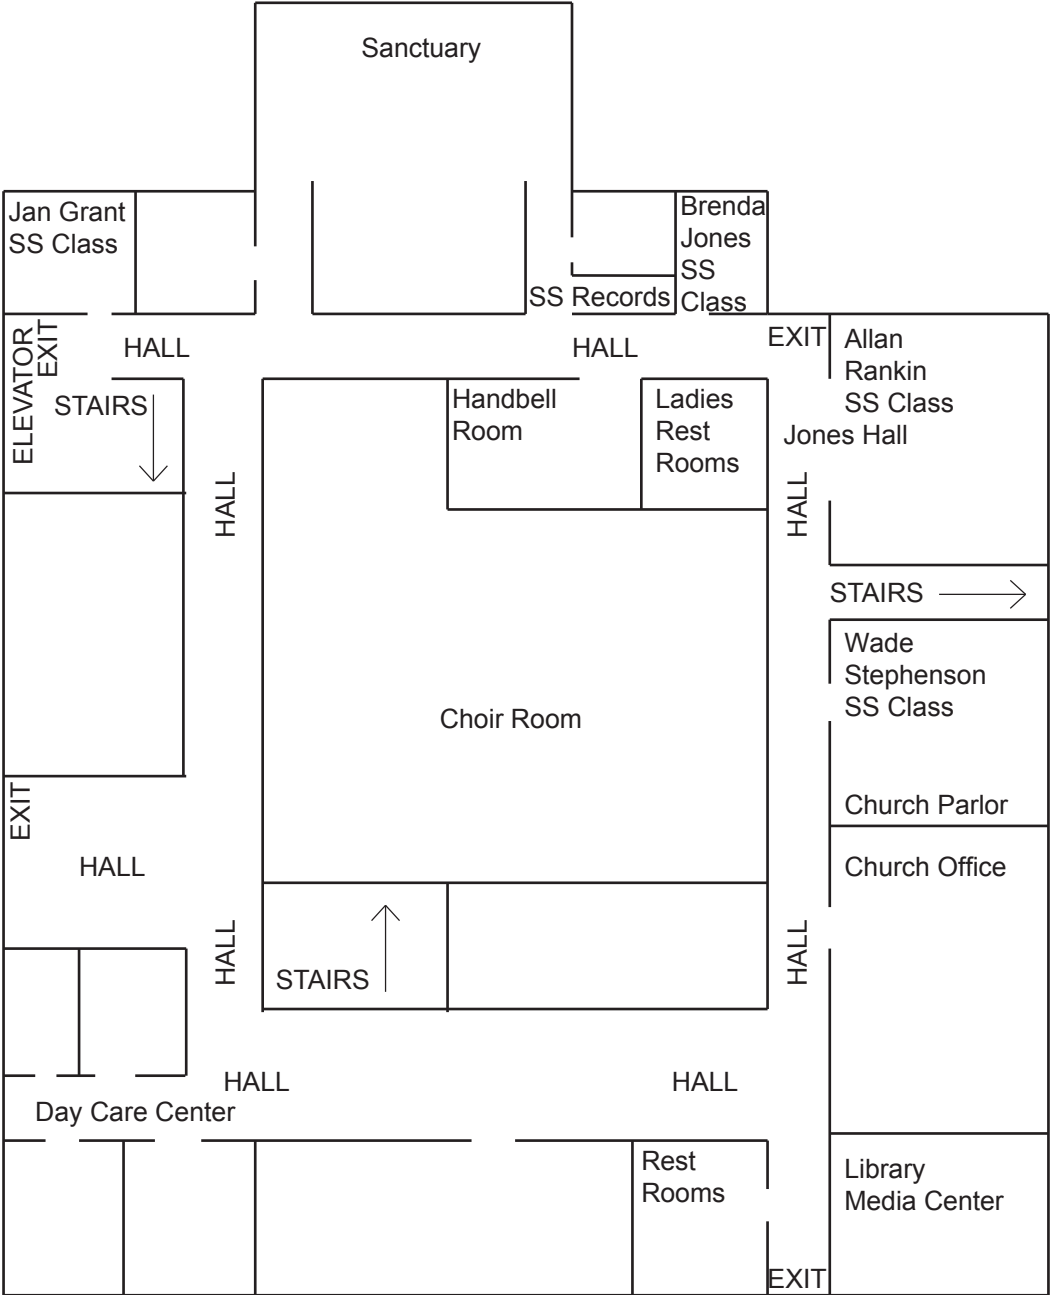 Sanctuary
Jan Grant
SS Class
Brenda
Jones
SS
Class
SS Records
ELEVATOR
EXIT
HALL
HALL
EXIT
Allan
Rankin
SS Class
Jones Hall
STAIRS
Handbell
Room
Ladies
Rest
Rooms
HALL
HALL
STAIRS
Wade
Stephenson
SS Class
Choir Room
Church Parlor
EXIT
HALL
Church Office
HALL
STAIRS
HALL
HALL
HALL
Day Care Center
Rest
Rooms
Library
Media Center
EXIT